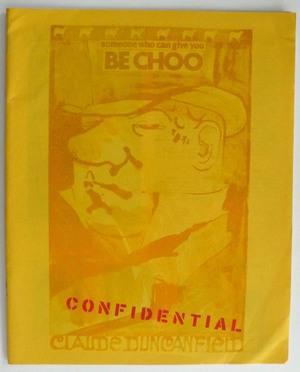 someone who can give you
BE CHOO
CONFIDENTIAL
CLAUDE DUNCANFIELD